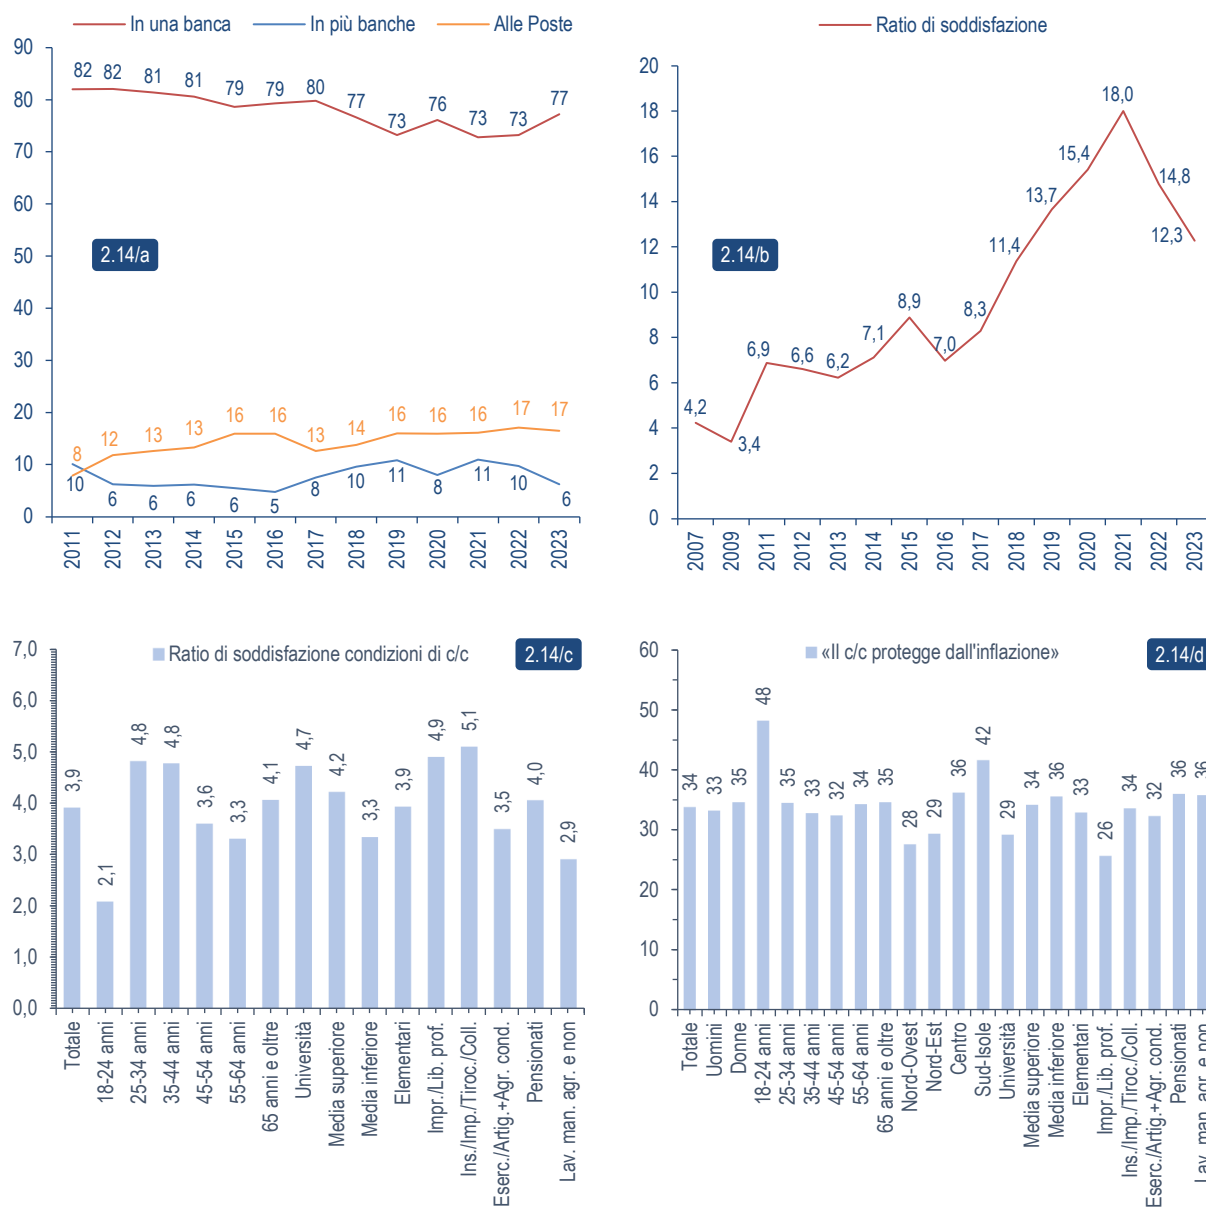 In una banca
In più banche
Alle Poste
90
80
70
60
50
40
30
20
10
0
82 82 81 81 79 79 80 77 73 76 73 73 77
2.14/a
8 12 13 13 16 16 13 14 16 16 16 17 17
10 6 6 6 6 5 8 10 11 8 11 10 6
2011 2012 2013 2014 2015 2016 2017 2018 2019 2020 2021 2022 2023
Ratio di soddisfazione
20
18
16
14
12
10
8
6
4
2
0
4,2 3,4 6,9 6,6 6,2 7,1 8,9 7,0 8,3 11,4 13,7 15,4 18,0 14,8 12,3
2.14/b
2007 2009 2011 2012 2013 2014 2015 2016 2017 2018 2019 2020 2021 2022 2023
Ratio di soddisfazione condizioni di c/c
2.14/c
7,0
6,0
5,0
4,0
3,0
2,0
1,0
0,0
3,9 2,1 4,8 4,8 3,6 3,3 4,1 4,7 4,2 3,3 3,9 4,9 5,1 3,5 4,0 2,9
Totale
18-24 anni
25-34 anni
35-44 anni
45-54 anni
55-64 anni
65 anni e oltre
Università
Media superiore
Media inferiore
Elementari
Impr./Lib. prof.
Ins./Imp./Tiroc./Coll.
Eserc./Artig.+Agr. cond.
Pensionati
Lav. man. agr. e non
«Il c/c protegge dall'inflazione»
2.14/d
60
50
40
30
20
10
0
34 33 35 48 35 33 32 34 35 28 29 36 42 29 34 36 33 26 34 32 36 36
Totale
Uomini
Donne
18-24 anni
25-34 anni
35-44 anni
45-54 anni
55-64 anni
65 anni e oltre
Nord-Ovest
Nord-Est
Centro
Sud-Isole
Università
Media superiore
Media inferiore
Elementari
Impr./Lib. prof.
Ins./Imp./Tiroc./Coll.
Eserc./Artig.+Agr. cond.
Pensionati
Lav. man. agr. e non